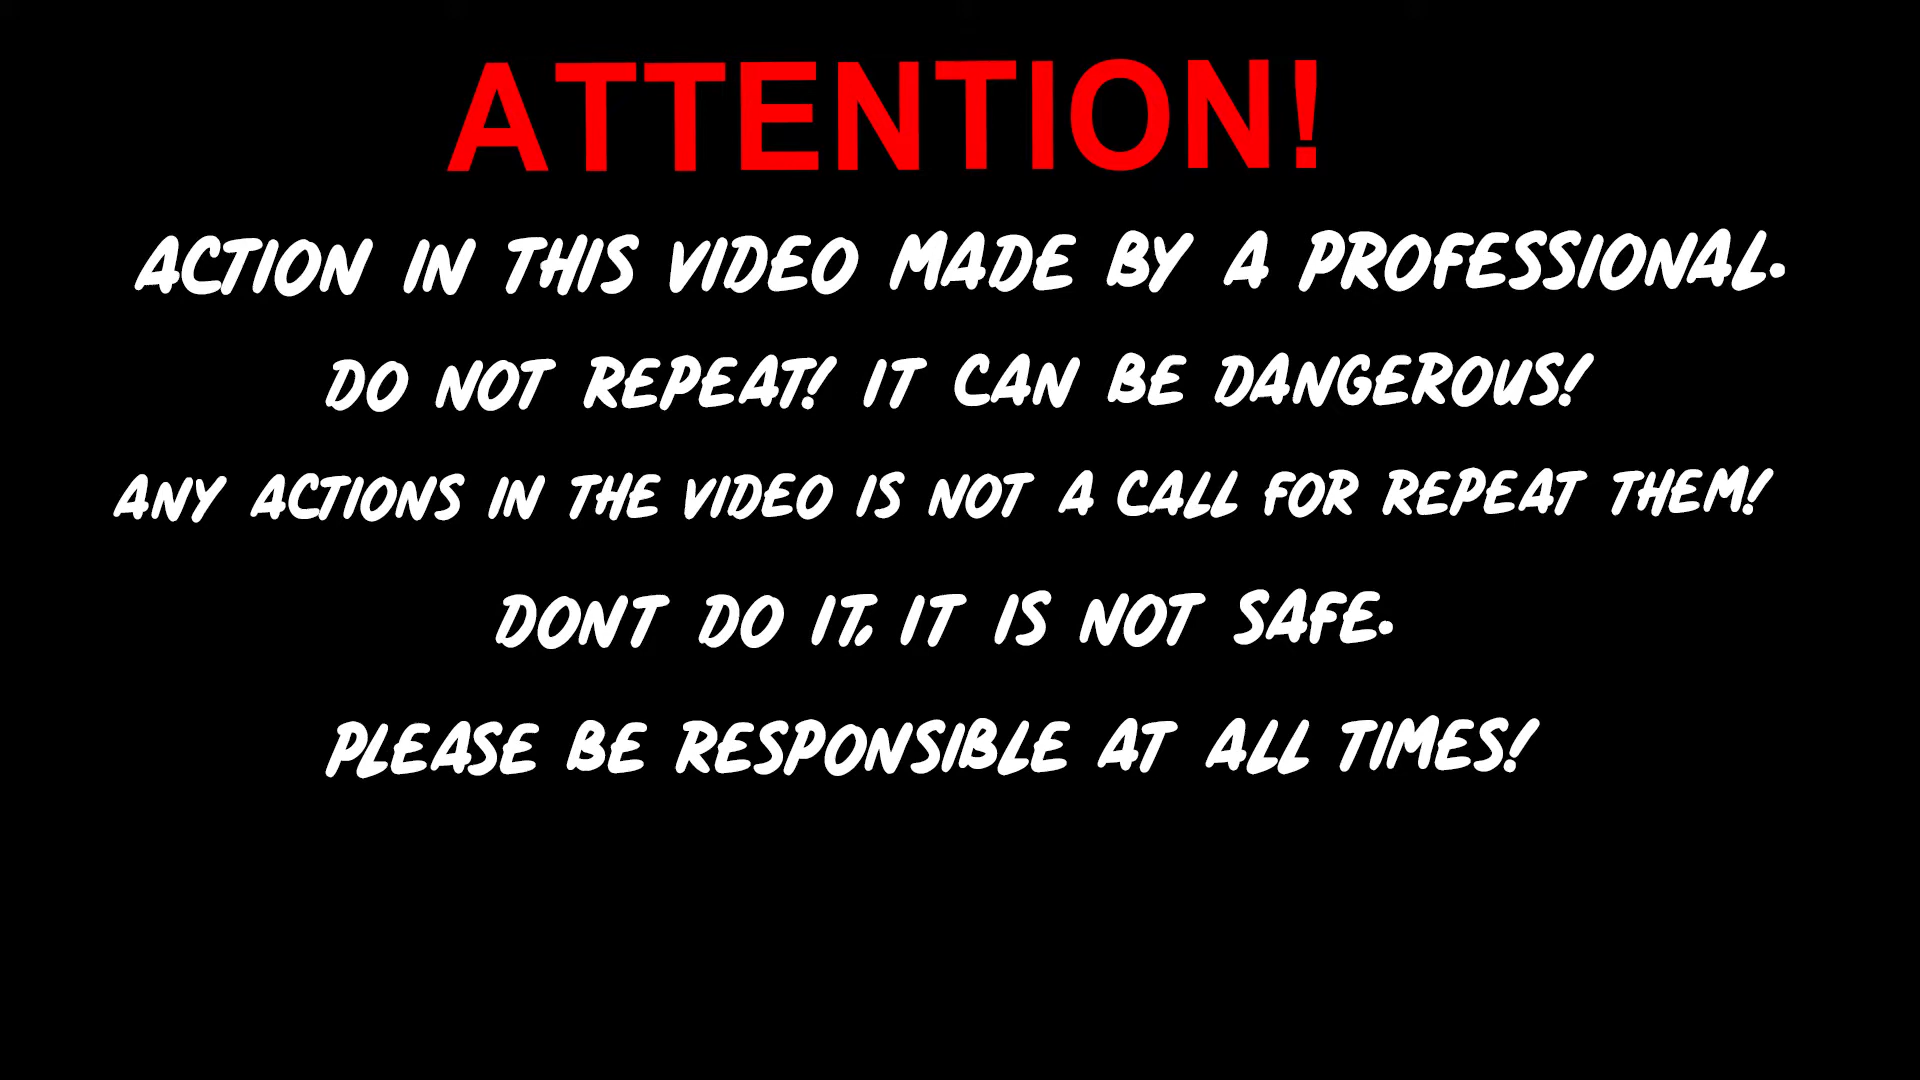 ATTENTION!
ACTION IN THIS VIDEO MADE BY A PROFESSIONAL.
DO NOT REPEAT! IT CAN BE DANGEROUS!
ANY ACTIONS IN THE VIDEO IS NOT A CALL FOR REPEAT THEM!
DONT DO IT, IT IS NOT SAFE.
PLEASE BE RESPONSIBLE AT ALL TIMES!